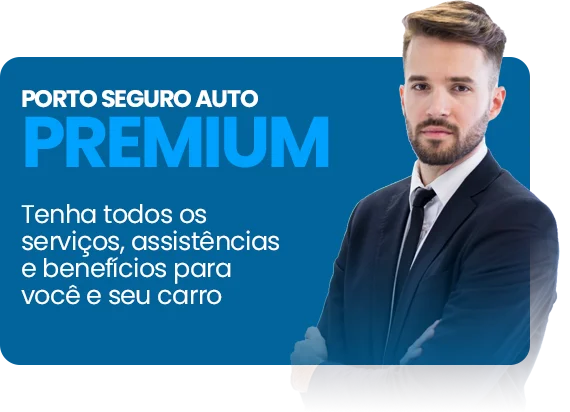 PORTO SEGURO AUTO
PREMIUM
Tenha todos os
serviços, assistências
e benefícios para
você e seu carro